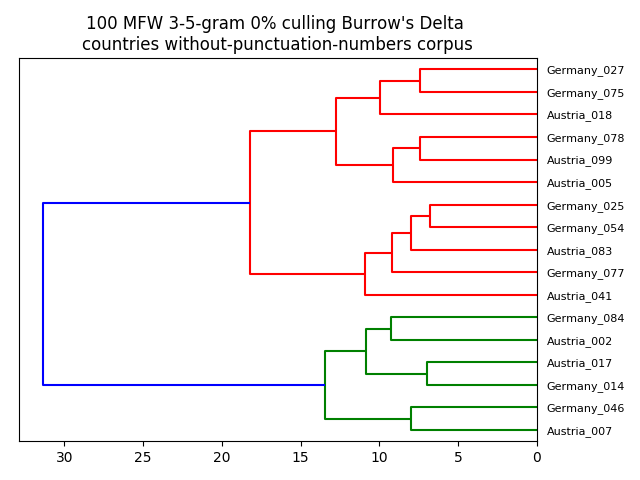 100 MFW 3-5-gram 0% culling Burrow's Delta
countries without-punctuation-numbers corpus
Germany_027
Germany_075
Austria_018
Germany_078
Austria_099
Austria_005
Germany_025
Germany_054
Austria_083
Germany_077
Austria_041
Germany_084
Austria_002
Austria_017
Germany_014
Germany_046
Austria_007
30 25 20 15 10 5 0